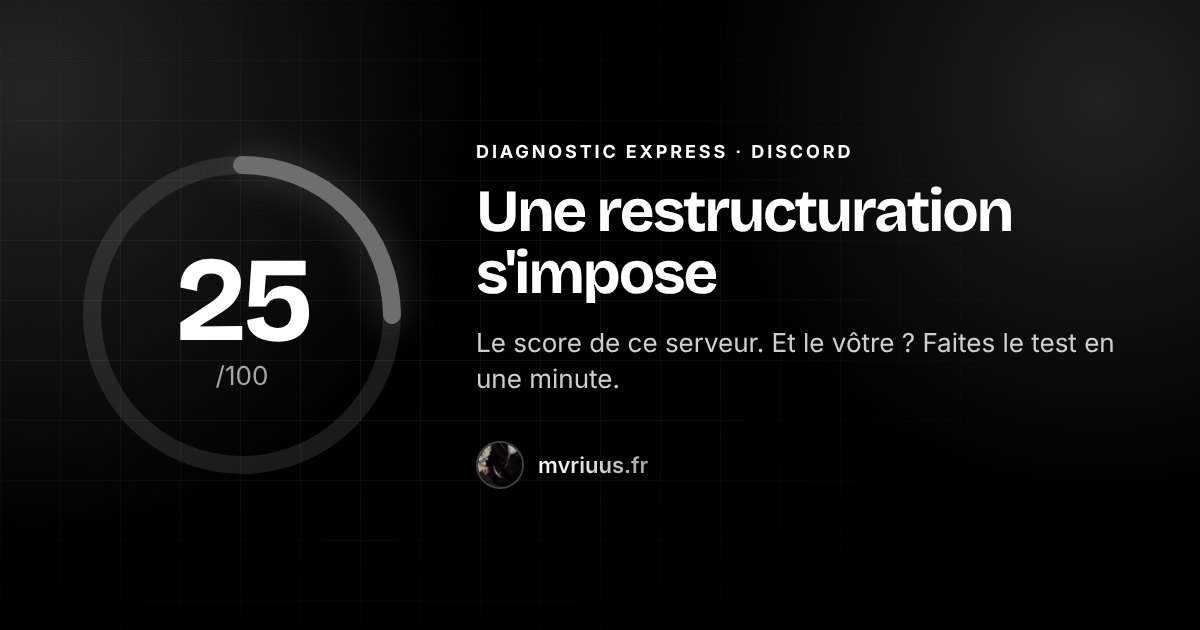 DIAGNOSTIC EXPRESS · DISCORD
Une restructuration
s'impose
25
/100
Le score de ce serveur. Et le vôtre ? Faites le test en
une minute.
mvriuus.fr